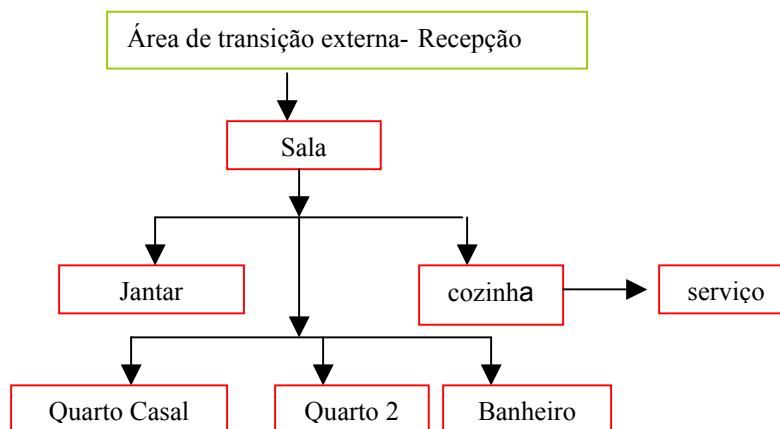 Área de transição externa- Recepção
Sala
Jantar
cozinha
serviço
Quarto Casal
Quarto 2
Banheiro